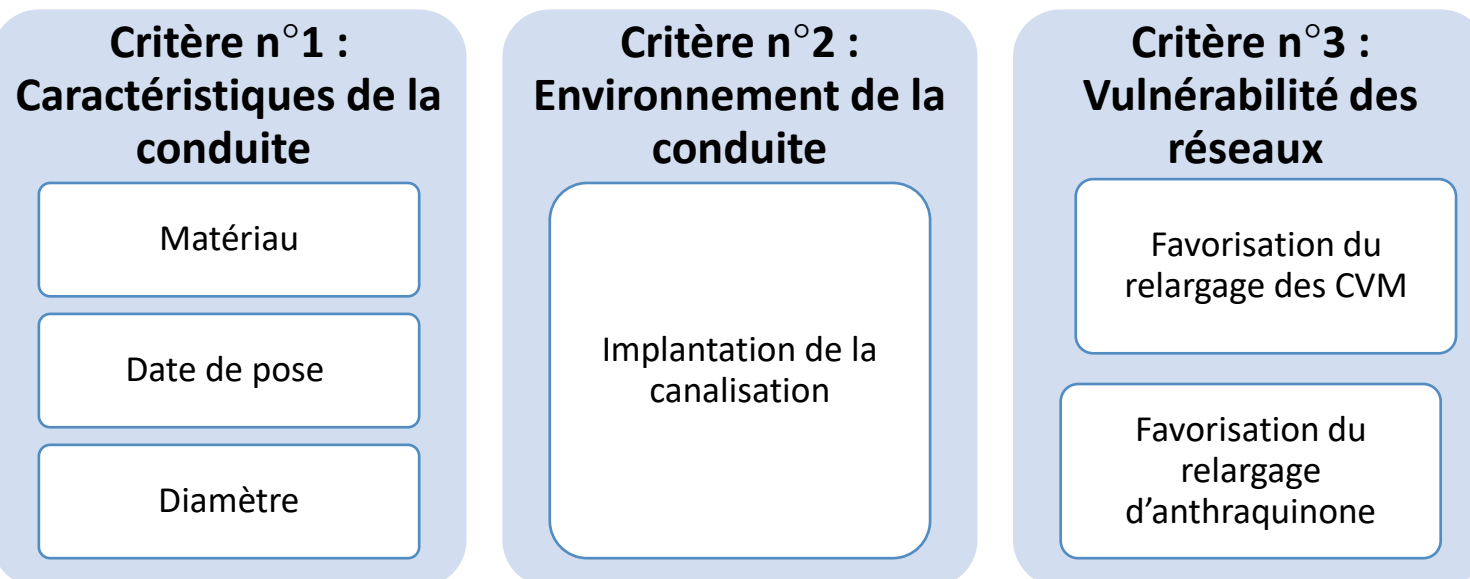 Critère n°1 :
Caractéristiques de la
conduite
Matériau
Date de pose
Diamètre
Critère n°2 :
Environnement de la
conduite
Implantation de la
canalisation
Critère n°3 :
Vulnérabilité des
réseaux
Favorisation du
relargage des CVM
Favorisation du
relargage
d’anthraquinone